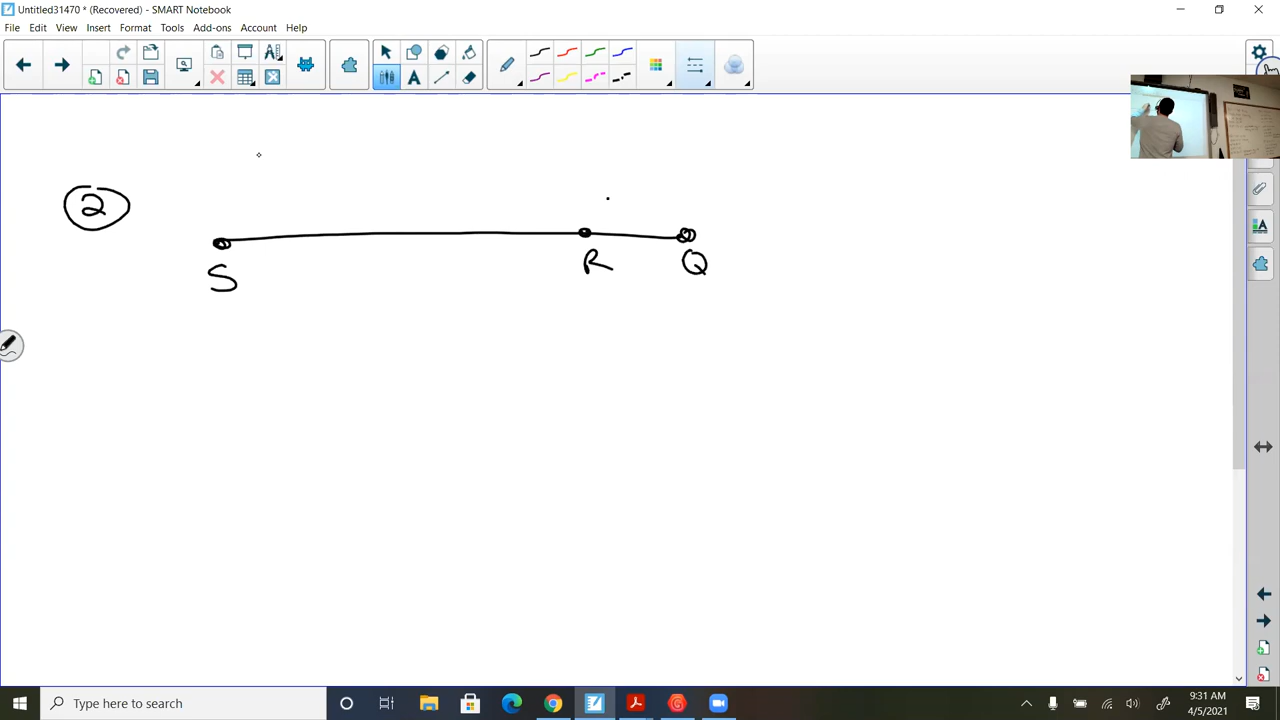 Untitled31470 * (Recovered) - SMART Notebook
File Edit View Insert Format Tools Add-ons Account Help
2
S R Q
Type here to search
9:31 AM
4/5/2021